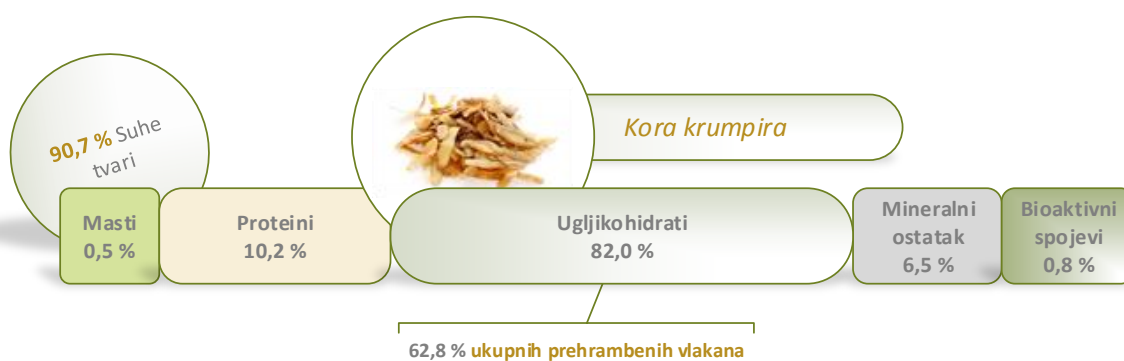 90,7 % Suhe
tvari
Kora krumpira
Masti
0,5 %
Proteini
10,2 %
Ugljikohidrati
82,0 %
Mineralni
ostatak
6,5 %
Bioaktivni
spojevi
0,8 %
62,8 % ukupnih prehrambenih vlakana